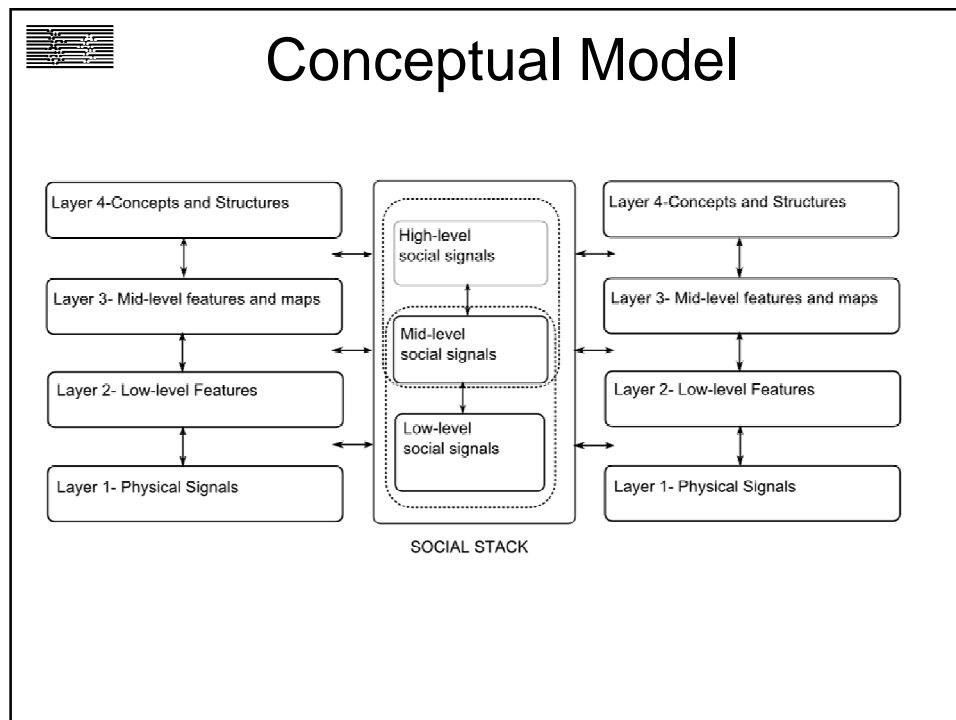 Conceptual Model
Layer 4-Concepts and Structures
Layer 3- Mid-level features and maps
Layer 2- Low-level Features
Layer 1- Physical Signals
High-level
social signals
Mid-level
social signals
Low-level
social signals
SOCIAL STACK
Layer 4-Concepts and Structures
Layer 3- Mid-level features and maps
Layer 2- Low-level Features
Layer 1- Physical Signals